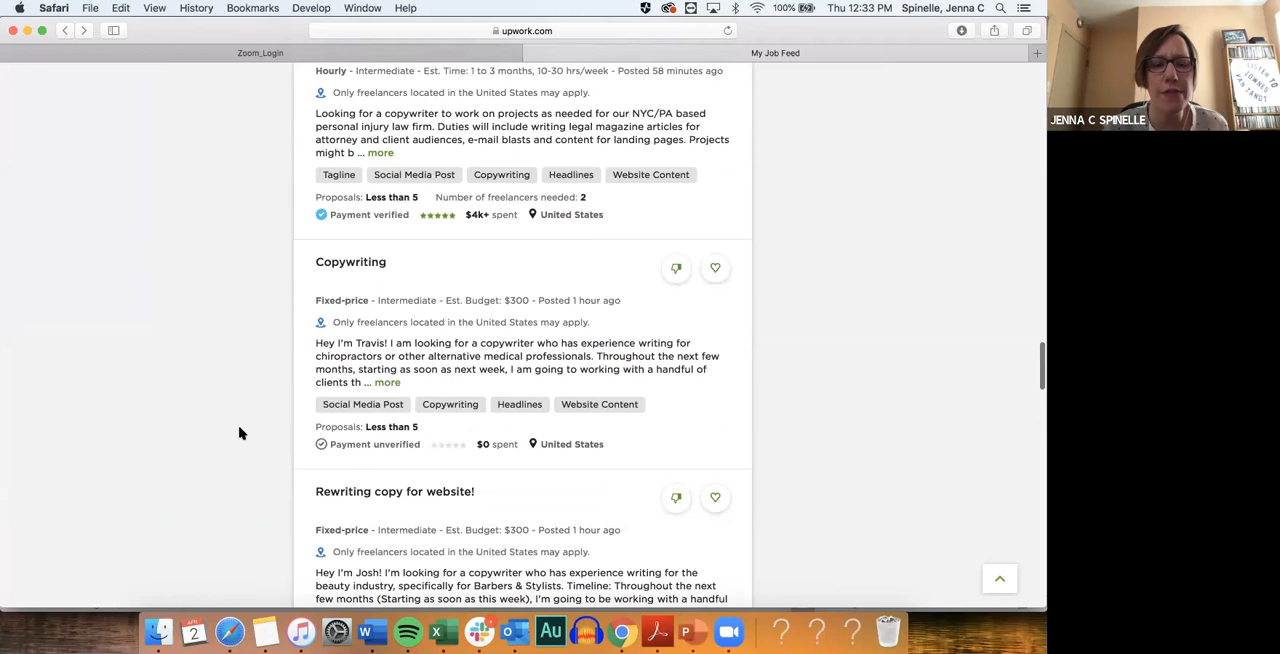 Safari File Edit View History Bookmarks Develop Window Help 100% Thu 12:33 PM Spinelle, Jenna C
upwork.com
Zoom_Login My Job Feed
Hourly - Intermediate - Est. Time: 1 to 3 months, 10-30 hrs/week - Posted 58 minutes ago
Only freelancers located in the United States may apply.
Looking for a copywriter to work on projects as needed for our NYC/PA based
personal injury law firm. Duties will include writing legal magazine articles for
attorney and client audiences, e-mail blasts and content for landing pages. Projects
might b ... more
Tagline Social Media Post Copywriting Headlines Website Content
Proposals: Less than 5 Number of freelancers needed: 2
Payment verified $4k+ spent United States
Copywriting
Fixed-price - Intermediate - Est. Budget: $300 - Posted 1 hour ago
Only freelancers located in the United States may apply.
Hey I'm Travis! I am looking for a copywriter who has experience writing for
chiropractors or other alternative medical professionals. Throughout the next few
months, starting as soon as next week, I am going to working with a handful of
clients th ... more
Social Media Post Copywriting Headlines Website Content
Proposals: Less than 5
Payment unverified $0 spent United States
Rewriting copy for website!
Fixed-price - Intermediate - Est. Budget: $300 - Posted 1 hour ago
Only freelancers located in the United States may apply.
Hey I'm Josh! I'm looking for a copywriter who has experience writing for the
beauty industry, specifically for Barbers & Stylists. Timeline: Throughout the next
few months (Starting as soon as this week), I'm going to be working with a handful
APR
2
W
X
O
Au
P
? ? ?
LISTEN TO
TOWNES
VAN ZANDT
JENNA C SPINELLE